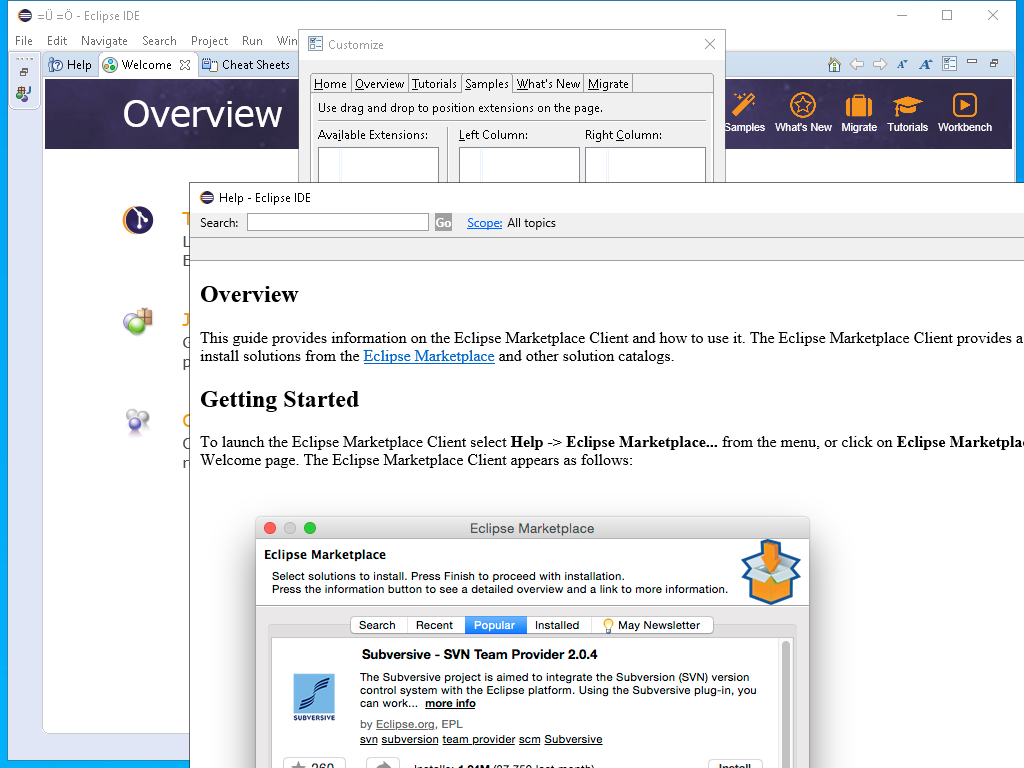 =Ü =Ö - Eclipse IDE
File Edit Navigate Search Project Run Win
Customize
Help Welcome Cheat Sheets
Home Overview Tutorials Samples What's New Migrate
Use drag and drop to position extensions on the page.
Available Extensions: Left Column: Right Column:
Overview
Samples What's New Migrate Tutorials Workbench
Help - Eclipse IDE
Search: Go Scope: All topics
Overview
This guide provides information on the Eclipse Marketplace Client and how to use it. The Eclipse Marketplace Client provides a
install solutions from the Eclipse Marketplace and other solution catalogs.
Getting Started
To launch the Eclipse Marketplace Client select Help -> Eclipse Marketplace... from the menu, or click on Eclipse Marketplac
Welcome page. The Eclipse Marketplace Client appears as follows:
Eclipse Marketplace
Eclipse Marketplace
Select solutions to install. Press Finish to proceed with installation.
Press the information button to see a detailed overview and a link to more information.
Search Recent Popular Installed May Newsletter
Subversive - SVN Team Provider 2.0.4
The Subversive project is aimed to integrate the Subversion (SVN) version
control system with the Eclipse platform. Using the Subversive plug-in, you
can work... more info
SUBVERSIVE
by Eclipse.org, EPL
svn subversion team provider scm Subversive